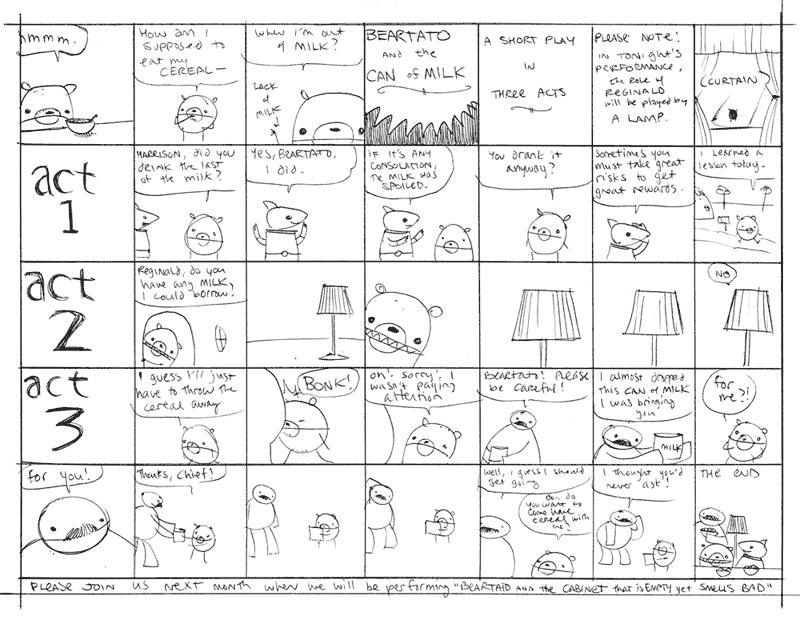 hmmm.
HOW am I
supposed to
eat my
CEREAL—
when I'm out
of MILK?
LACK
of
MILK
BEARTATO
AND the
CAN of MILK
A SHORT PLAY
IN
THREE ACTS
PLEASE NOTE!
IN TONIGHT'S
PERFORMANCE,
the ROLE of
REGINALD
will be played by
A LAMP.
(CURTAIN)
act
1
HARRISON, did you
drink the last
of the milk?
Yes, BEARTATO,
I did.
IF IT'S ANY
CONSOLATION,
THE MILK WAS
SPOILED.
You drank it
anyway?
Sometimes you
must take great
risks to get
great rewards.
I learned a
lesson today.
act
2
Reginald, do you
have any MILK
I could borrow?
NO
act
3
I guess I'll just
have to throw the
cereal away
BONK!
oh! sorry, I
wasn't paying
attention
BEARTATO! Please
be careful!
I almost dropped
this CAN of MILK
I was bringing
you
MILK
for
me?!
for you!
Thanks, Chief!
Well, I guess I should
get going
do
you want to
come have
cereal with
me?
I thought you'd
never ask!
THE END
PLEASE JOIN US next month when we will be performing "BEARTATO AND the CABINET that is EMPTY yet SMELLS BAD"